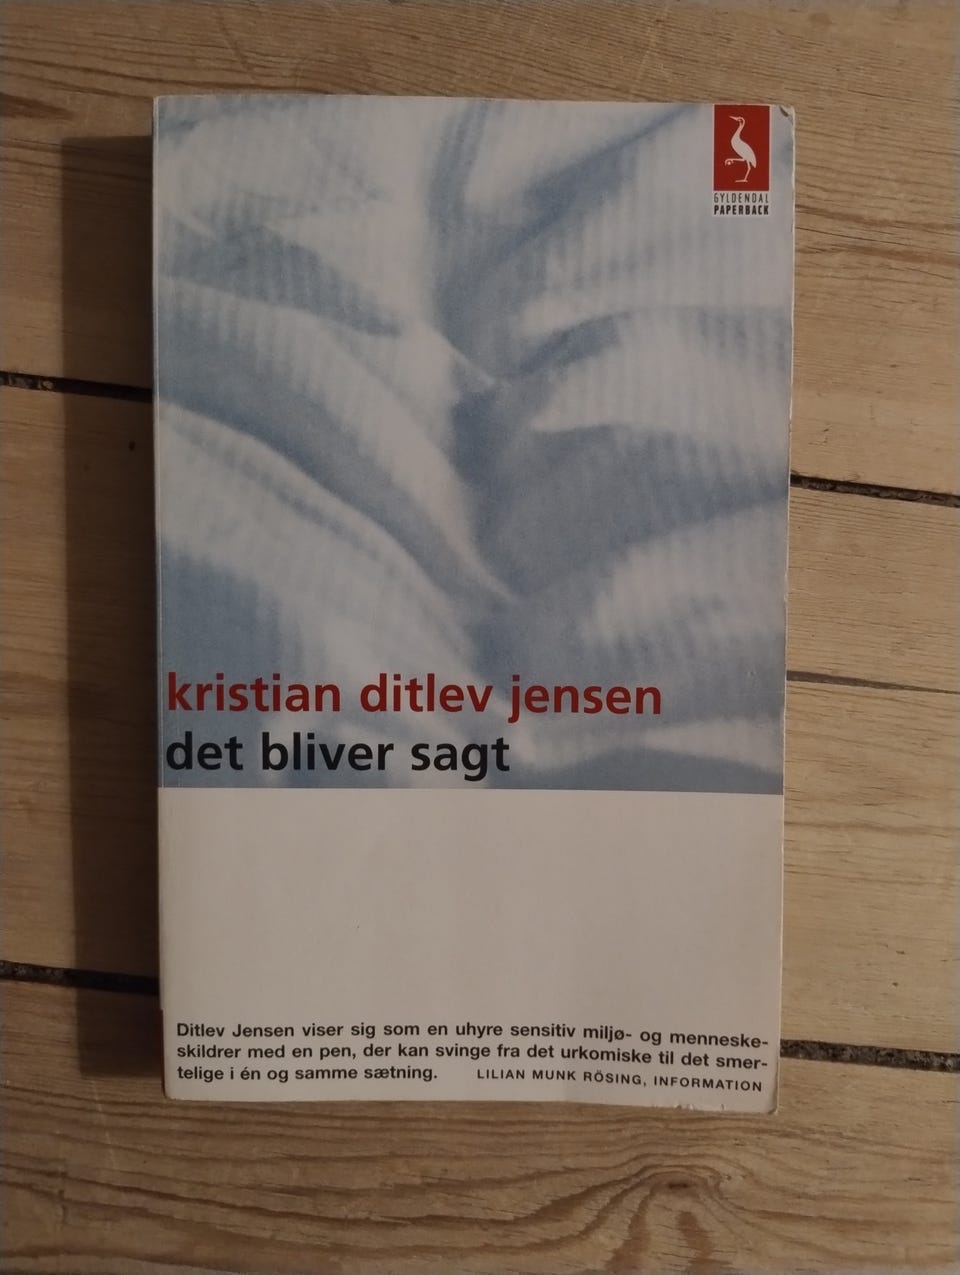 GYLDENDAL
PAPERBACK
kristian ditlev jensen
det bliver sagt
Ditlev Jensen viser sig som en uhyre sensitiv miljø- og menneske-
skildrer med en pen, der kan svinge fra det urkomiske til det smer-
telige i én og samme sætning. LILIAN MUNK RÖSING, INFORMATION